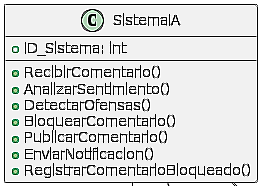 C SistemaIA
ID_Sistema: int
RecibirComentario()
AnalizarSentimiento()
DetectarOfensas()
BloquearComentario()
PublicarComentario()
EnviarNotificacion()
RegistrarComentarioBloqueado()